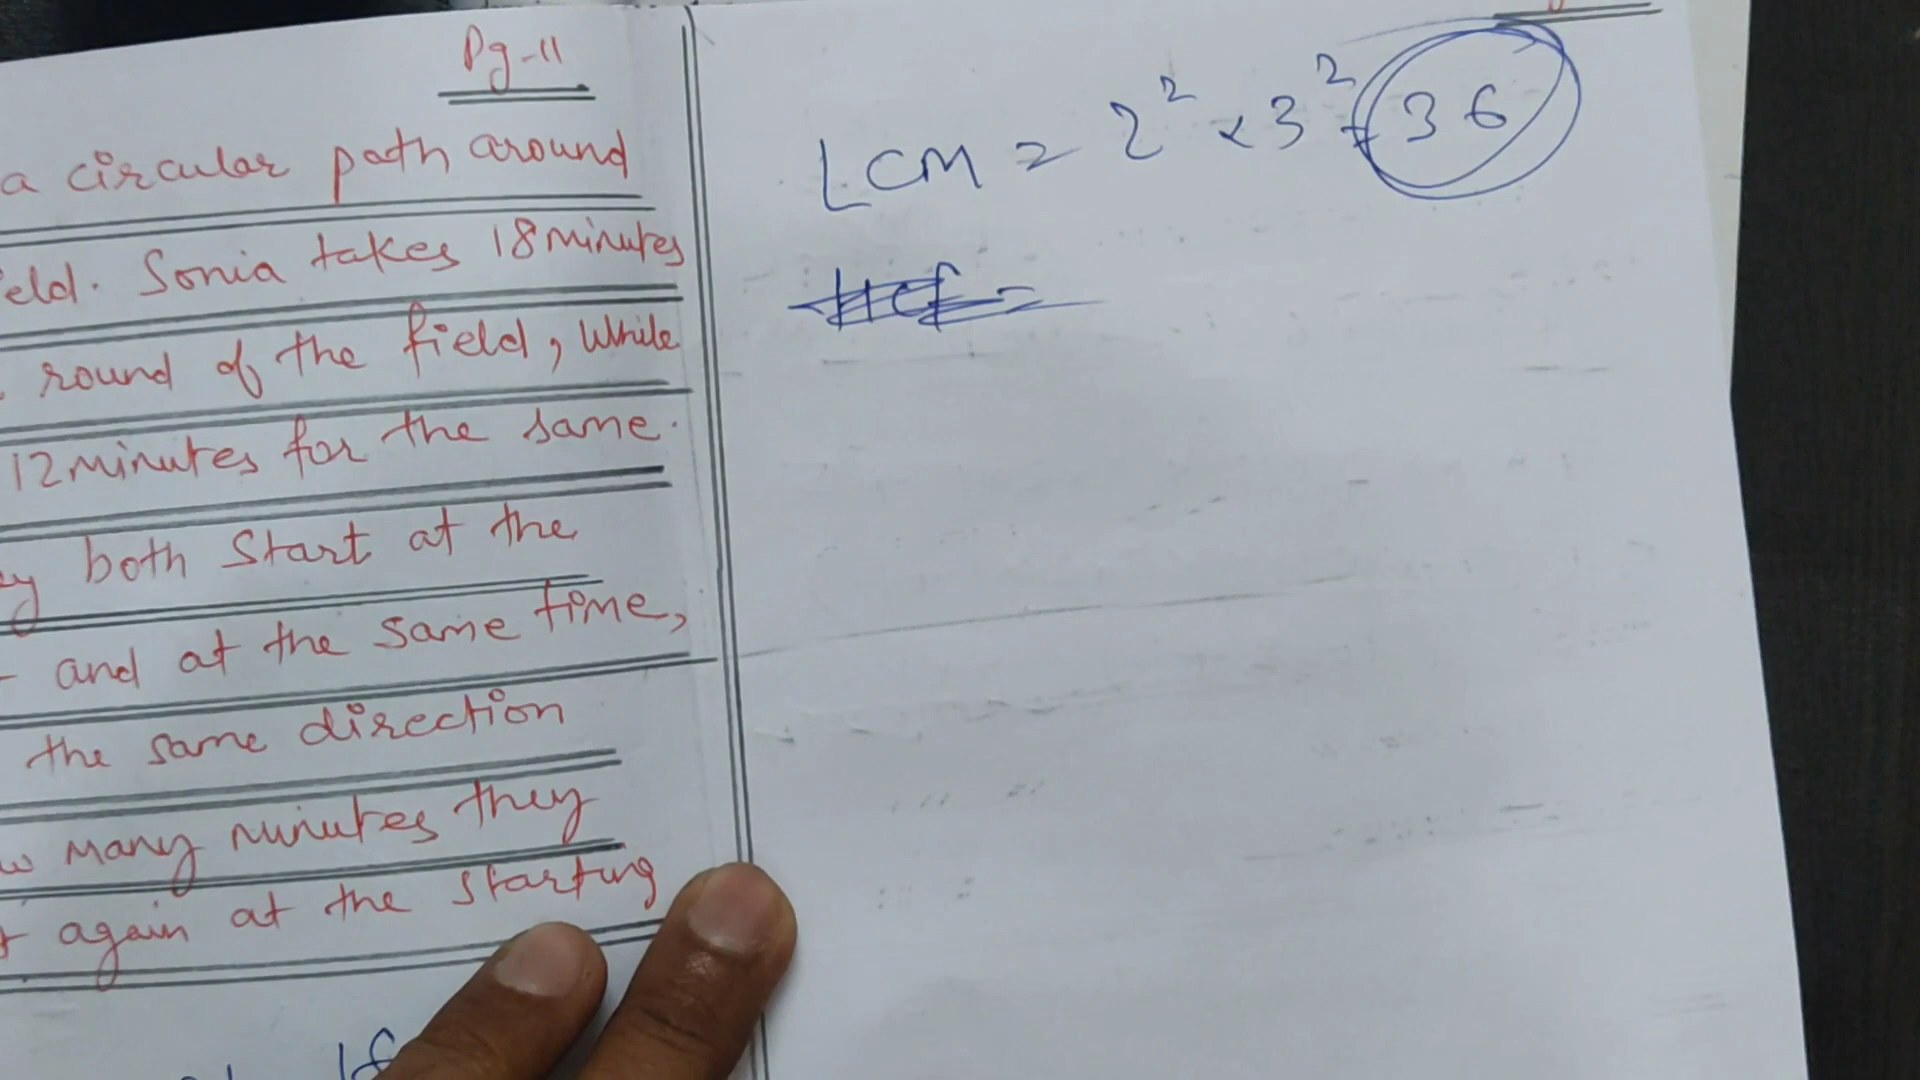 Pg-11
a circular path around
eld. Sonia takes 18 minutes
round of the field, while
12 minutes for the same.
both Start at the
and at the same time,
the same direction
many minutes they
again at the starting
If
LCM = 2² × 3² = 36
HCF =